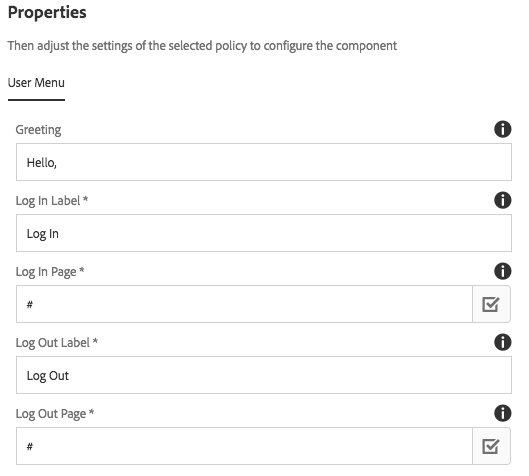 Properties
Then adjust the settings of the selected policy to configure the component
User Menu
Greeting
Hello,
Log In Label *
Log In
Log In Page *
#
Log Out Label *
Log Out
Log Out Page *
#